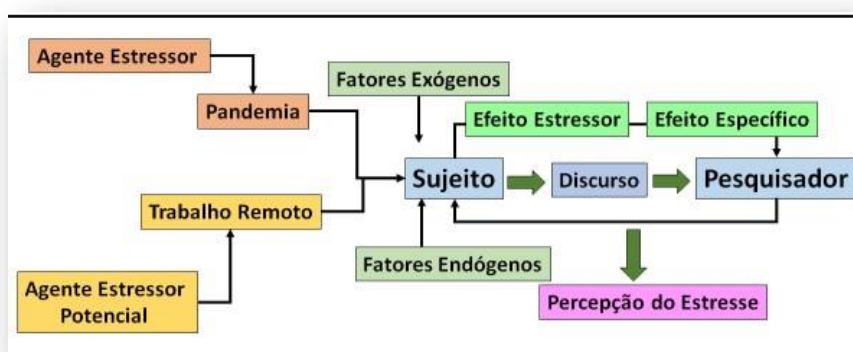 Agente Estressor
Pandemia
Fatores Exógenos
Efeito Estressor
Efeito Específico
Sujeito
Discurso
Pesquisador
Trabalho Remoto
Fatores Endógenos
Agente Estressor
Potencial
Percepção do Estresse